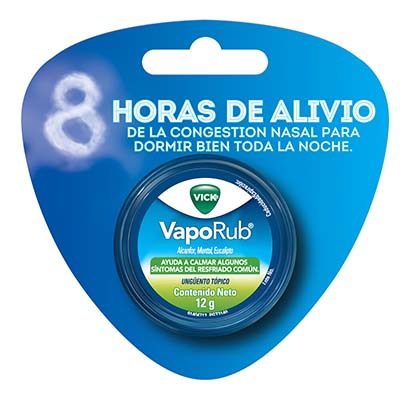 8 HORAS DE ALIVIO
DE LA CONGESTION NASAL PARA
DORMIR BIEN TODA LA NOCHE.
VICK®
VapoRub®
Alcanfor, Mentol, Eucalipto
AYUDA A CALMAR ALGUNOS
SÍNTOMAS DEL RESFRIADO COMÚN.
UNGÜENTO TÓPICO
Contenido Neto
12 g